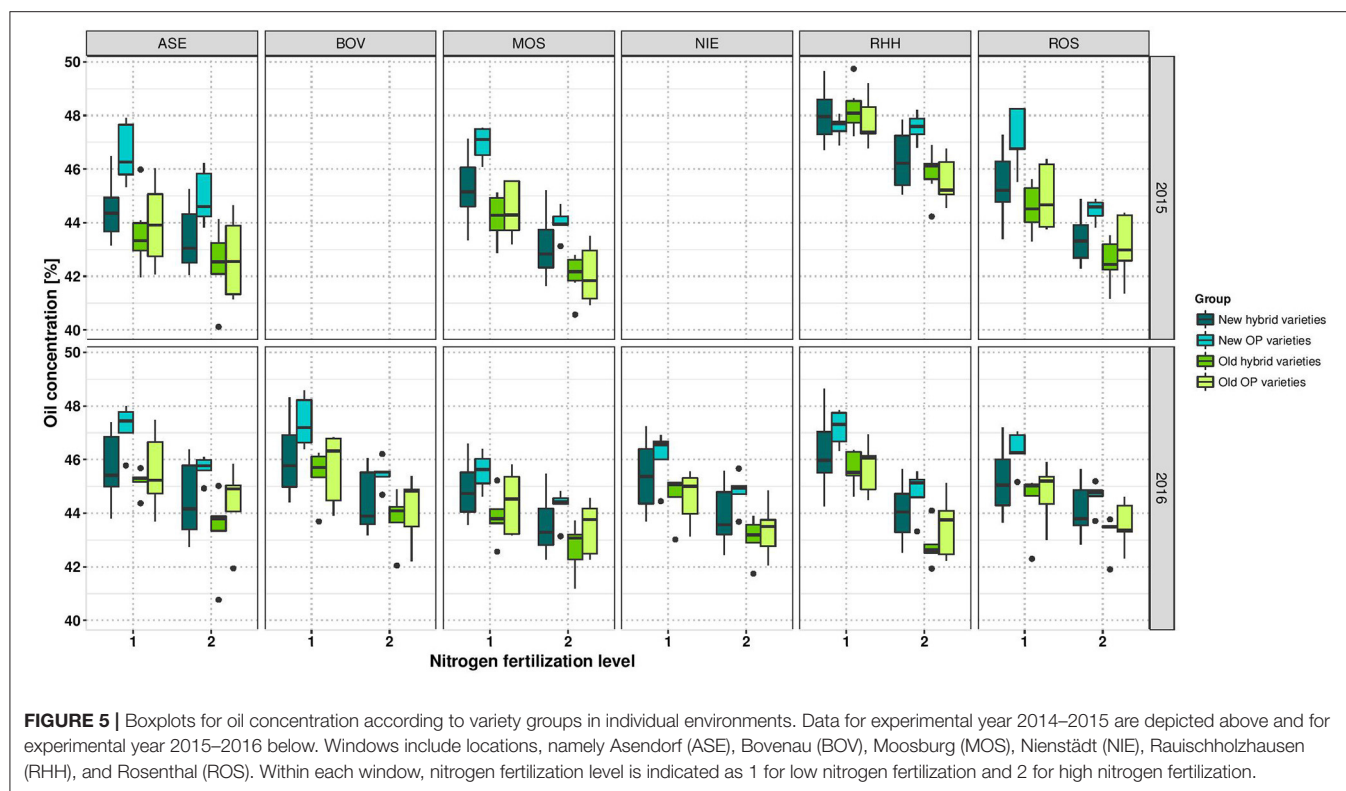 ASE BOV MOS NIE RHH ROS
50
48
46
44
42
40
2015
50
48
46
44
42
40
2016
Oil concentration [%]
1 2 1 2 1 2 1 2 1 2 1 2
Nitrogen fertilization level
Group
New hybrid varieties
New OP varieties
Old hybrid varieties
Old OP varieties
FIGURE 5 | Boxplots for oil concentration according to variety groups in individual environments. Data for experimental year 2014–2015 are depicted above and for
experimental year 2015–2016 below. Windows include locations, namely Asendorf (ASE), Bovenau (BOV), Moosburg (MOS), Nienstädt (NIE), Rauischholzhausen
(RHH), and Rosenthal (ROS). Within each window, nitrogen fertilization level is indicated as 1 for low nitrogen fertilization and 2 for high nitrogen fertilization.